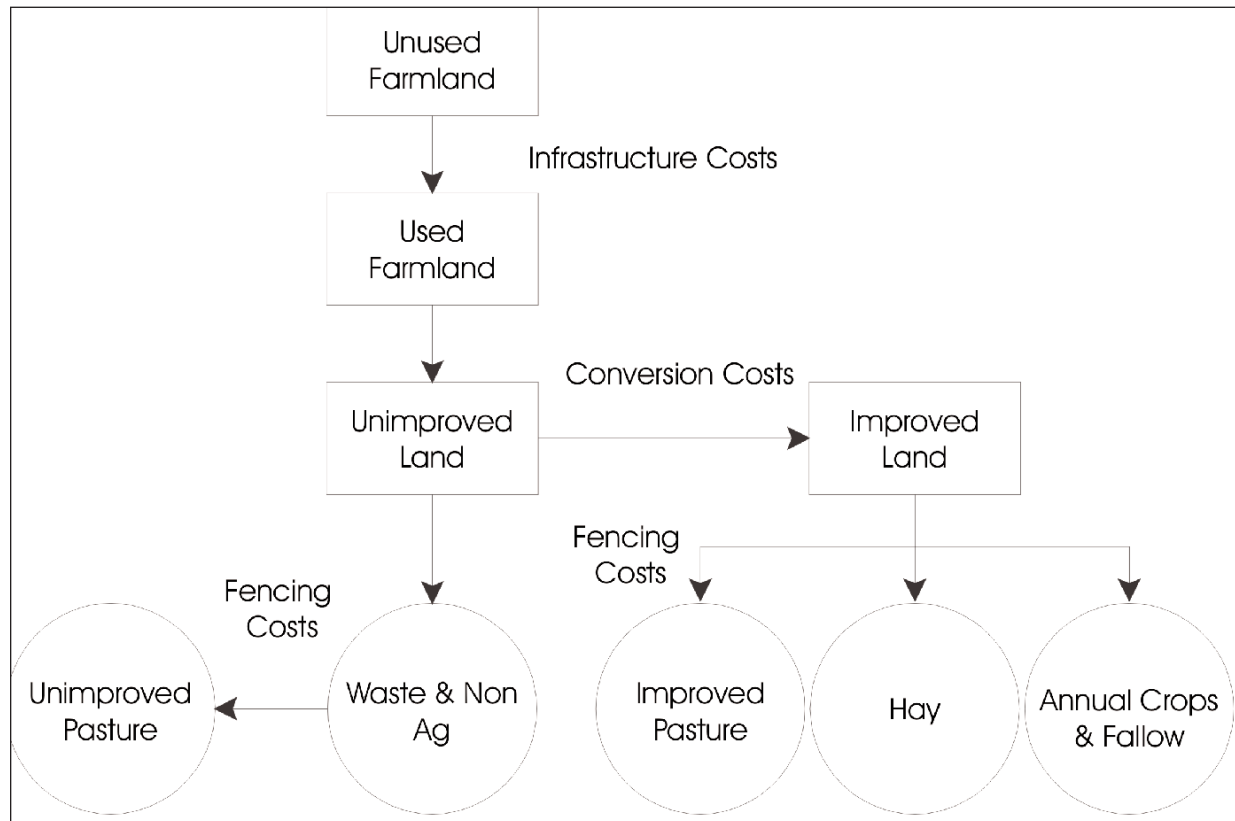 Unused
Farmland
Infrastructure Costs
Used
Farmland
Conversion Costs
Unimproved
Land
Improved
Land
Fencing
Costs
Fencing
Costs
Unimproved
Pasture
Waste & Non
Ag
Improved
Pasture
Hay
Annual Crops
& Fallow